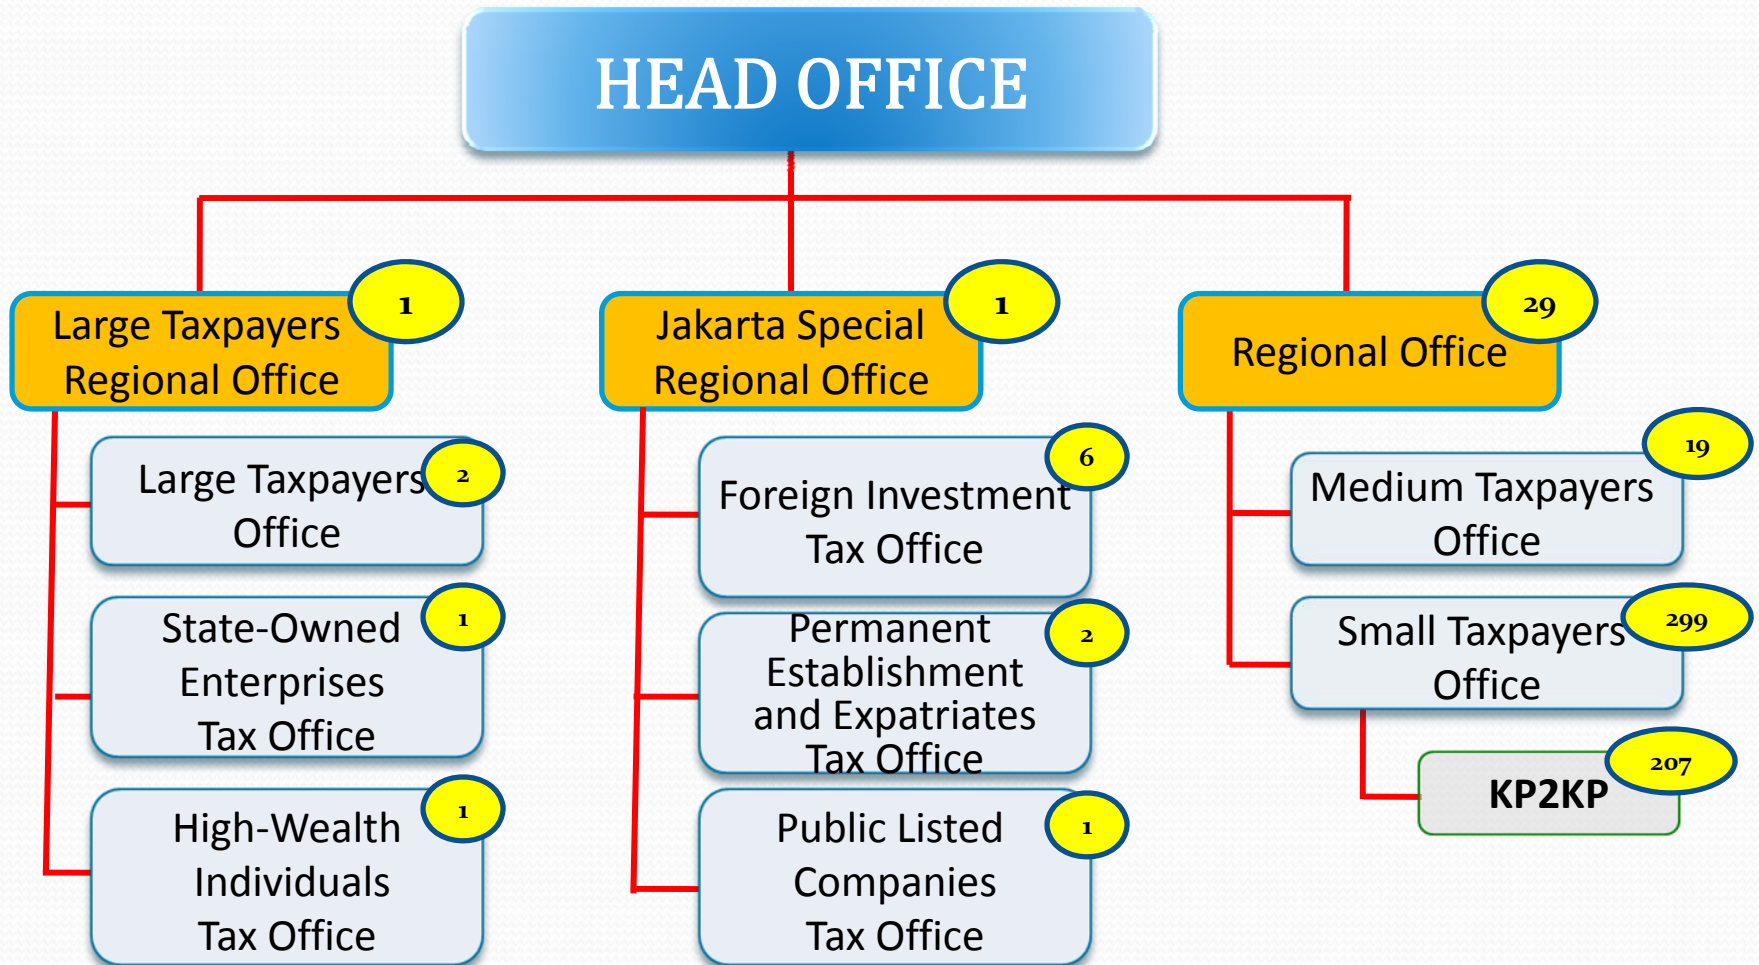 HEAD OFFICE
1
Large Taxpayers
Regional Office
2
Large Taxpayers
Office
1
State-Owned
Enterprises
Tax Office
1
High-Wealth
Individuals
Tax Office
1
Jakarta Special
Regional Office
6
Foreign Investment
Tax Office
2
Permanent
Establishment
and Expatriates
Tax Office
1
Public Listed
Companies
Tax Office
29
Regional Office
19
Medium Taxpayers
Office
299
Small Taxpayers
Office
207
KP2KP